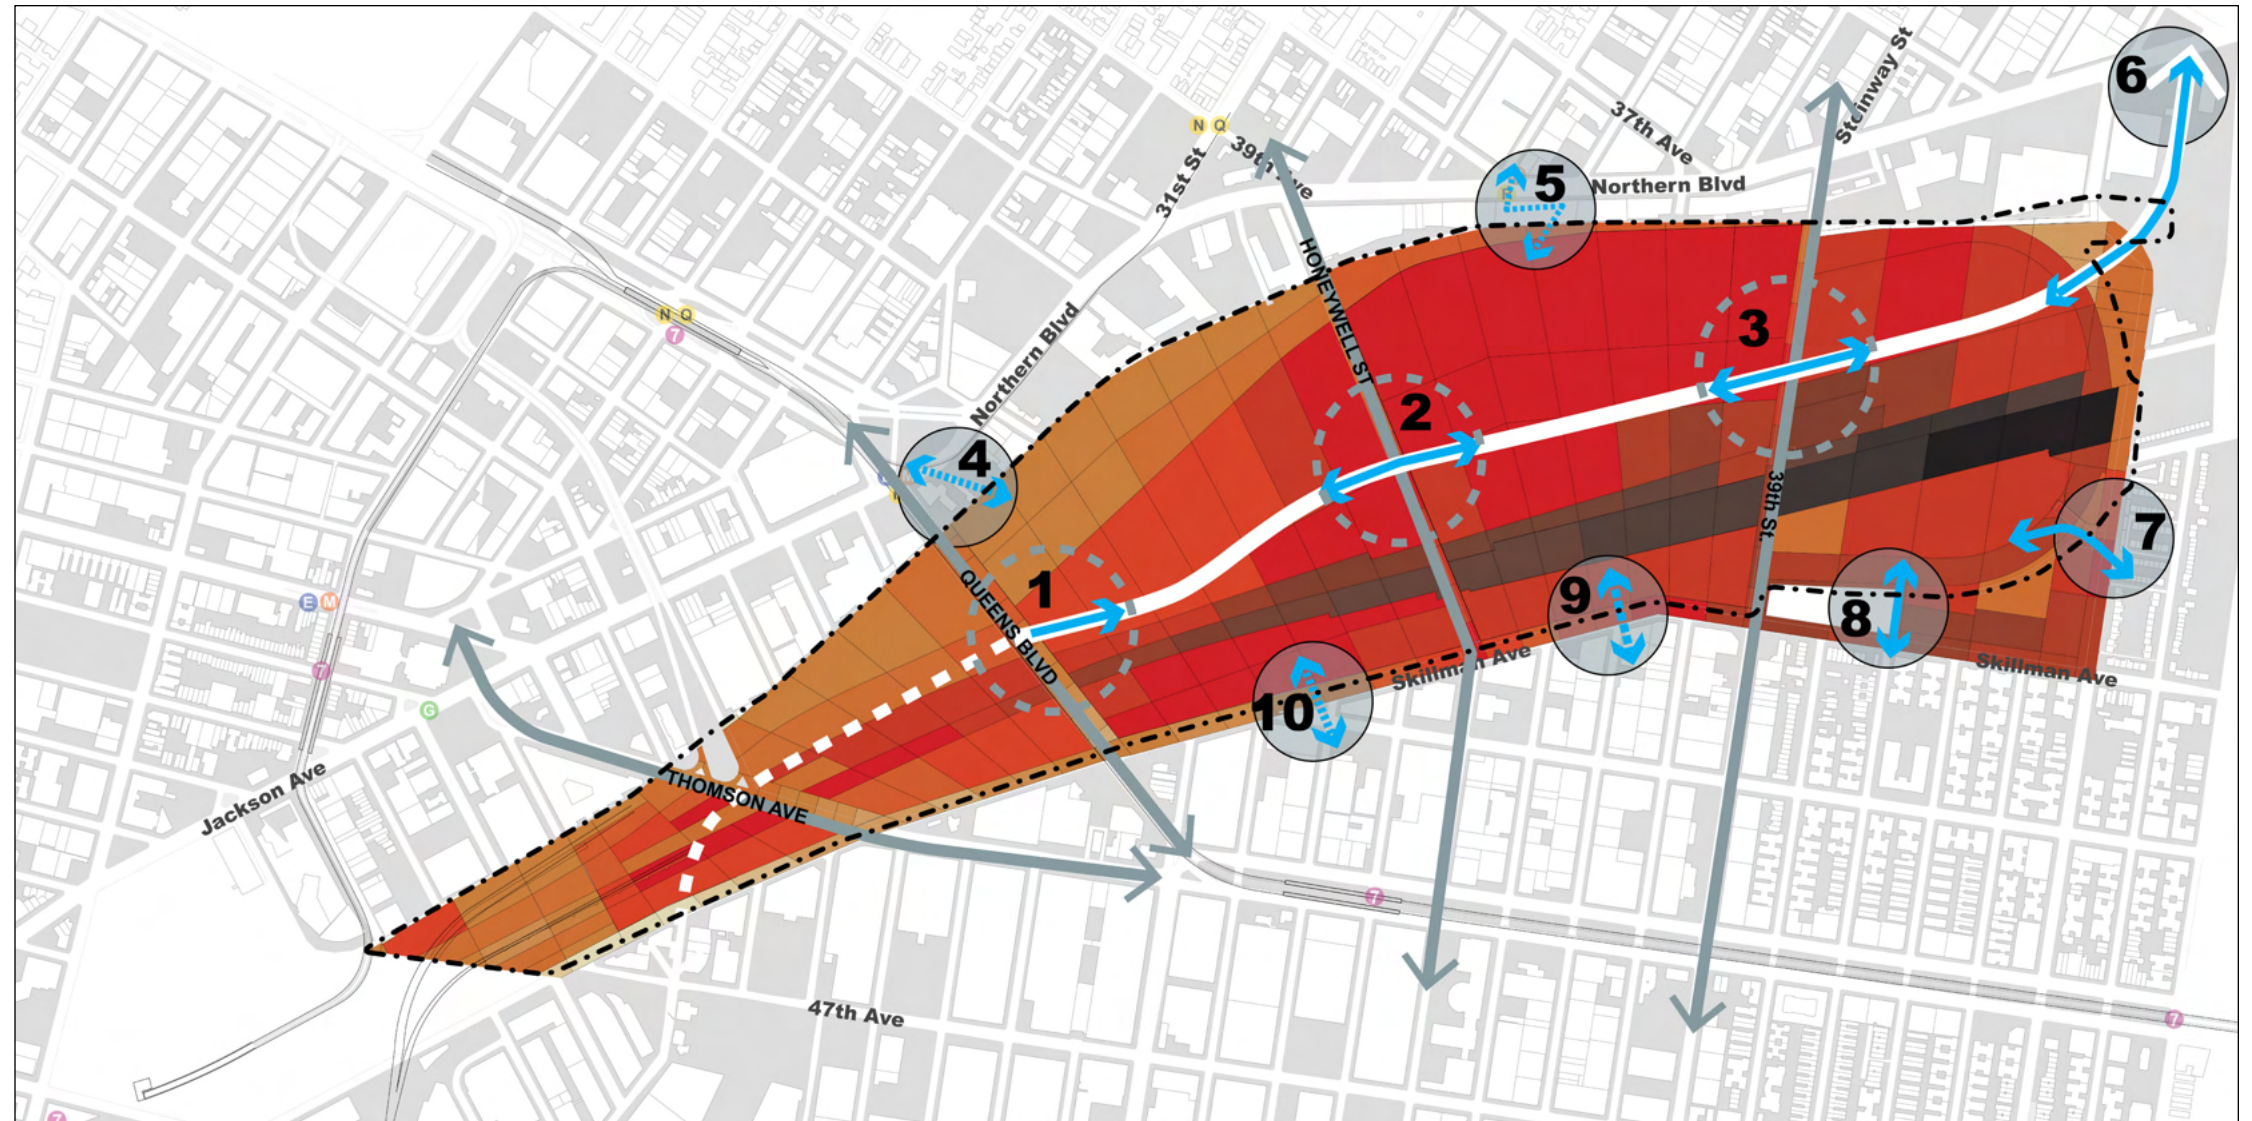 6
Steinway St
37th Ave
N Q
39th Ave
5
Northern Blvd
31st St
HONEYWELL ST
N Q
7
3
Northern Blvd
2
4
39th St.
7
QUEENS BLVD
1
9
E M
8
Skillman Ave
Skillman Ave
7
10
G
THOMSON AVE
Jackson Ave
7
47th Ave
7
7